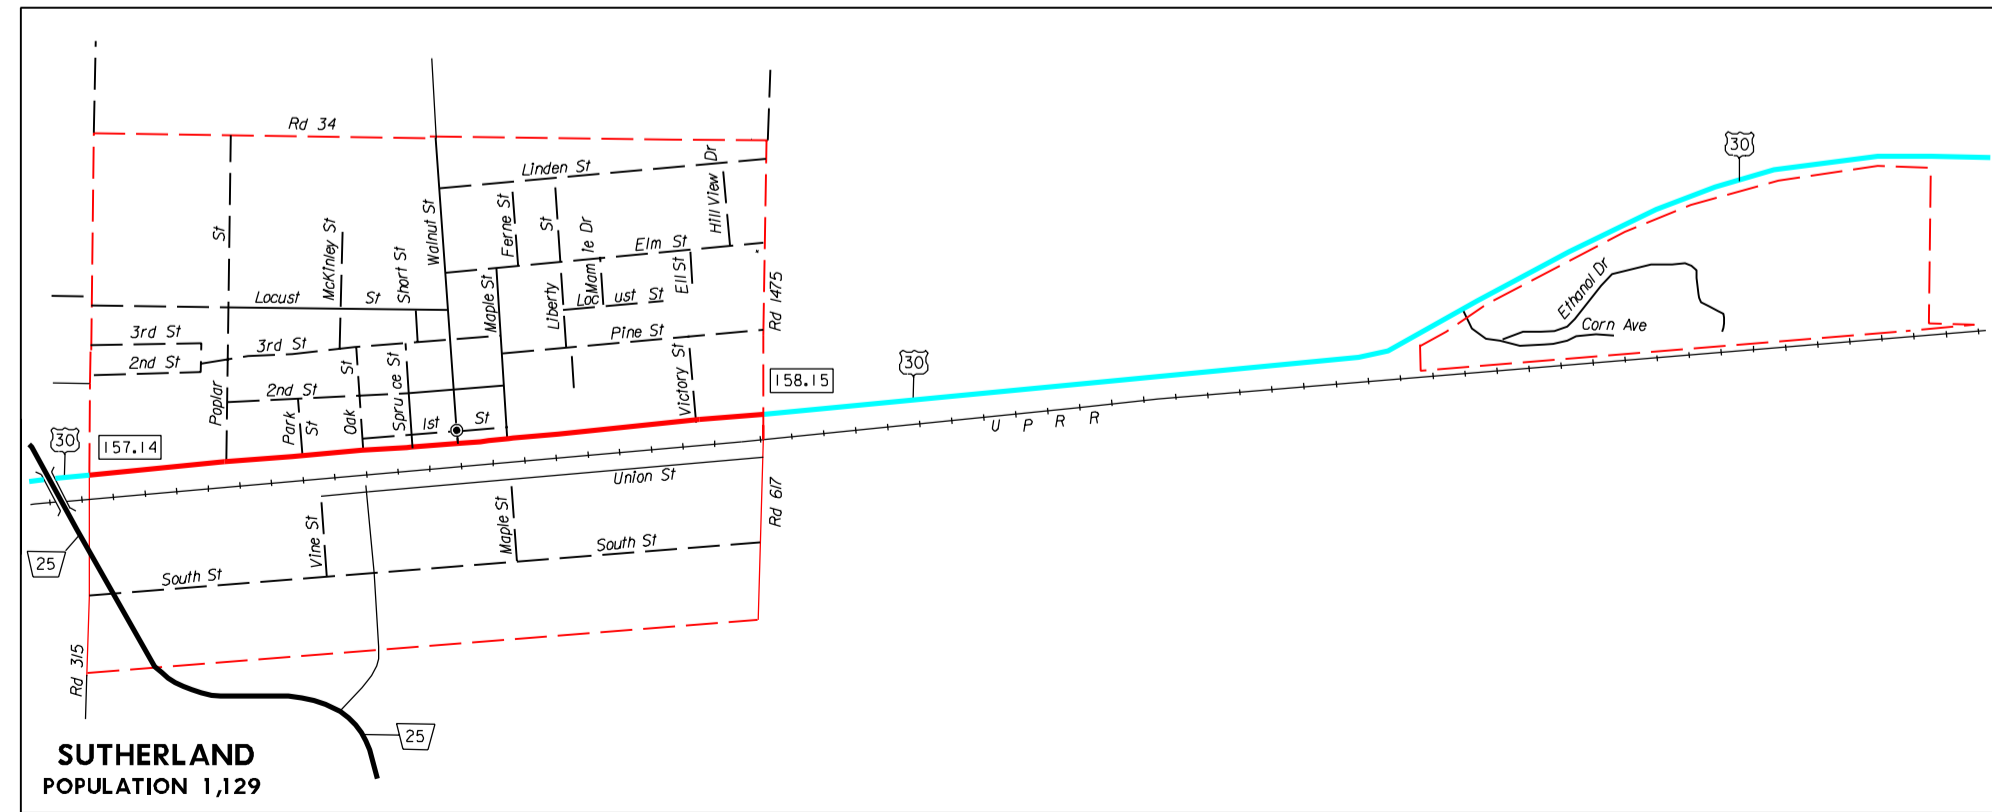 Rd 34
30
Linden St
Hill View Dr
St
McKinley St
Short St
Walnut St
Ferne St
St
Mam le Dr
Elm St
Ell St
Rd 1475
Ethanol Dr
Locust St
Maple St
Liberty
Loc ust St
Corn Ave
3rd St
3rd St
Pine St
2nd St
St
Spru ce St
Victory St
30
158.15
Poplar
2nd St
Park St
Oak
1st St
U P R R
30
157.14
Union St
Rd 617
Vine St
Maple St
South St
25
South St
Rd 315
25
SUTHERLAND
POPULATION 1,129